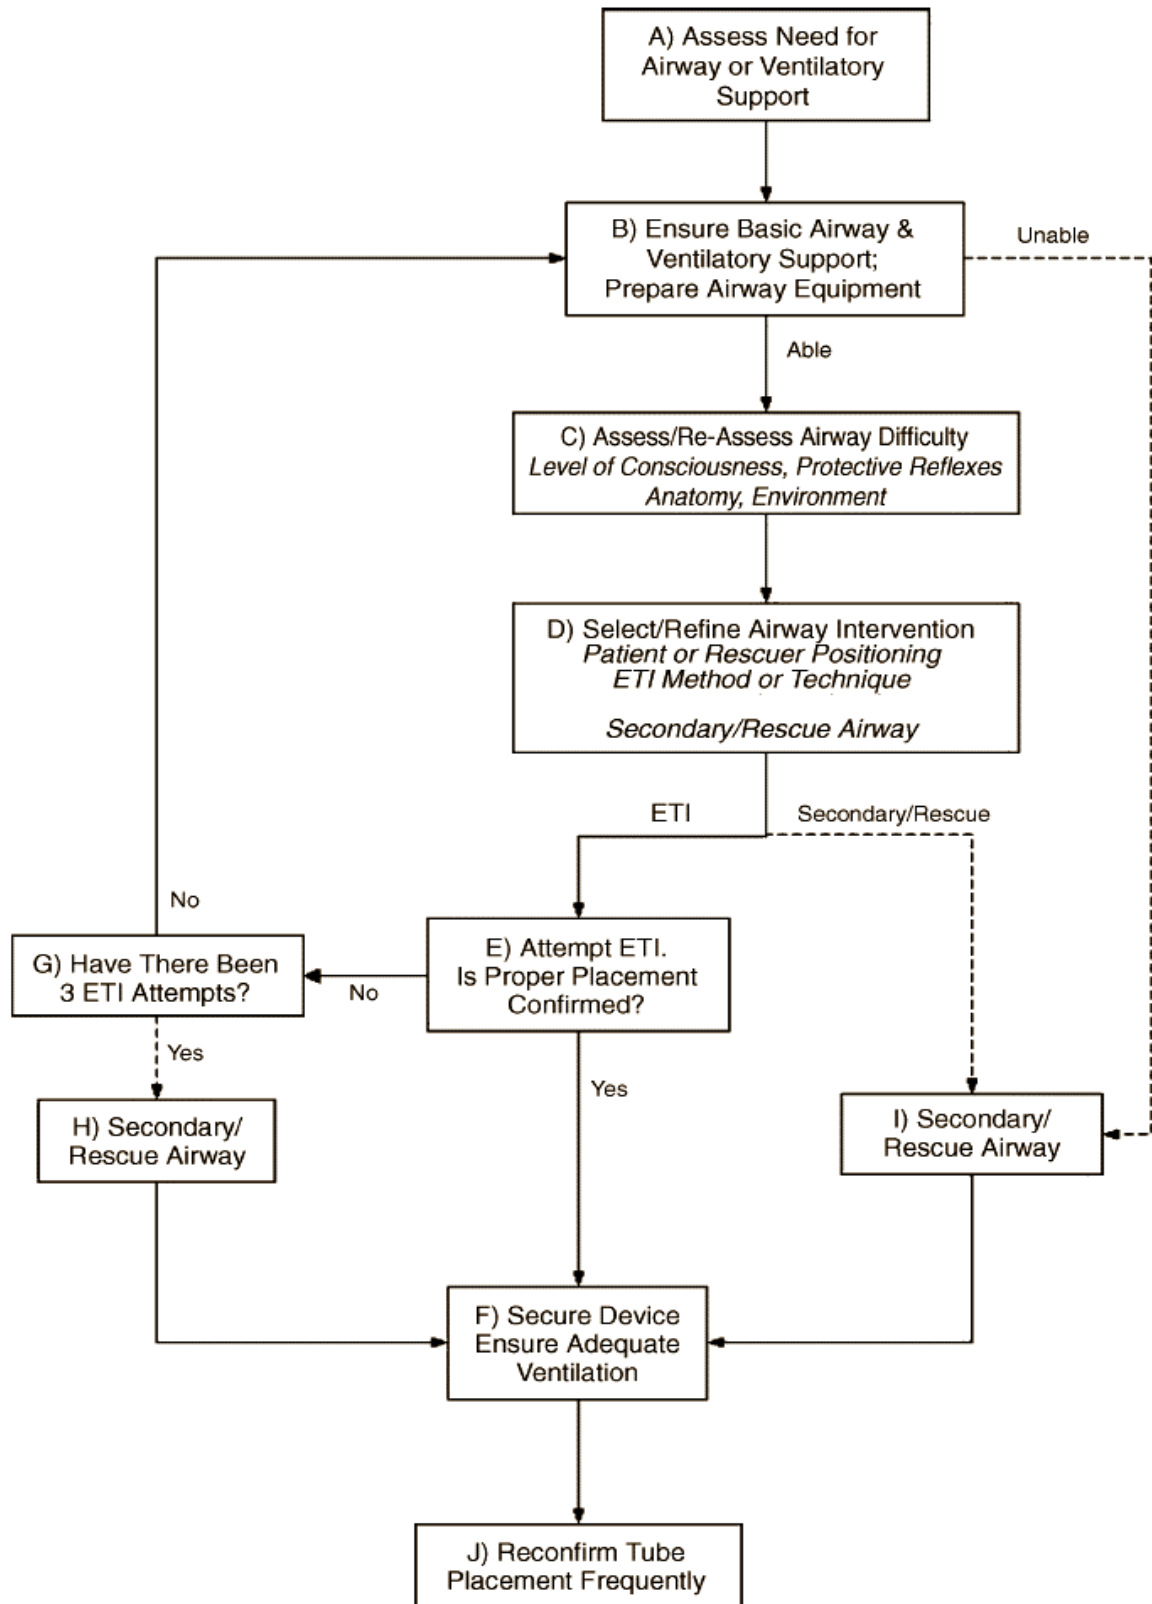 A) Assess Need for
Airway or Ventilatory
Support
B) Ensure Basic Airway &
Ventilatory Support;
Prepare Airway Equipment
Unable
Able
C) Assess/Re-Assess Airway Difficulty
Level of Consciousness, Protective Reflexes
Anatomy, Environment
D) Select/Refine Airway Intervention
Patient or Rescuer Positioning
ETI Method or Technique
Secondary/Rescue Airway
ETI
Secondary/Rescue
No
G) Have There Been
3 ETI Attempts?
No
E) Attempt ETI.
Is Proper Placement
Confirmed?
Yes
Yes
H) Secondary/
Rescue Airway
I) Secondary/
Rescue Airway
F) Secure Device
Ensure Adequate
Ventilation
J) Reconfirm Tube
Placement Frequently